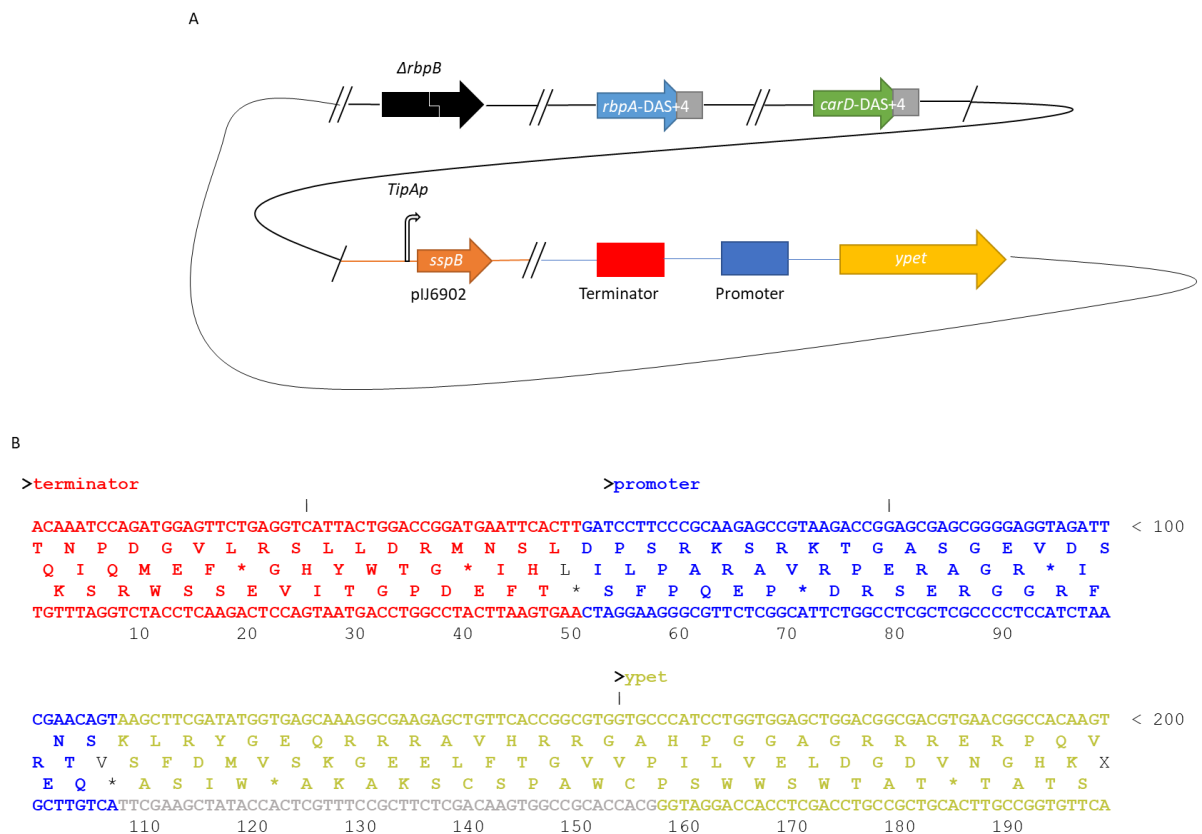 A
ΔrbpB
rbpA-DAS+4
carD-DAS+4
TipAp
sspB
ypet
pIJ6902
Terminator
Promoter
B
>terminator >promoter
ACAAATCCAGATGGAGTTCTGAGGTCATTACTGGACCGGATGAATTCACTTGATCCTTCCCGCAAGAGCCGTAAGACCGGAGCGAGCGGGGAGGTAGATT < 100
T N P D G V L R S L L D R M N S L D P S R K S R K T G A S G E V D S
Q I Q M E F * G H Y W T G * I H L I L P A R A V R P E R A G R * I
K S R W S S E V I T G P D E F T * S F P Q E P * D R S E R G G R F
TGTTTAGGTCTACCTCAAGACTCCAGTAATGACCTGGCCTACTTAAGTGAACTAGGAAGGGCGTTCTCGGCATTCTGGCCTCGCTCGCCCCTCCATCTAA
10 20 30 40 50 60 70 80 90
>ypet
CGAACAGTAAGCTTCGATATGGTGAGCAAAGGCGAAGAGCTGTTCACCGGCGTGGTGCCCATCCTGGTGGAGCTGGACGGCGACGTGAACGGCCACAAGT < 200
N S K L R Y G E Q R R R A V H R R G A H P G G A G R R R E R P Q V
R T V S F D M V S K G E E L F T G V V P I L V E L D G D V N G H K X
E Q * A S I W * A K A K S C S P A W C P S W W S W T A T * T A T S
GCTTGTCATTCGAAGCTATACCACTCGTTTCCGCTTCTCGACAAGTGGCCGCACCACGGGTAGGACCACCTCGACCTGCCGCTGCACTTGCCGGTGTTCA
110 120 130 140 150 160 170 180 190